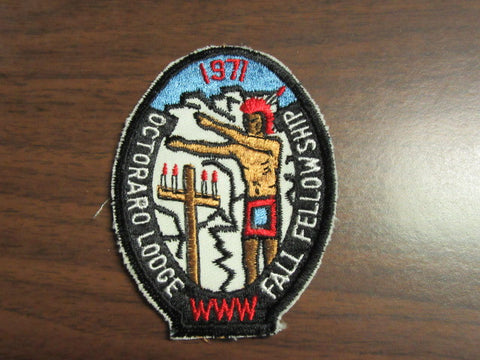 1971
OCTORARO LODGE
FALL FELLOWSHIP
WWW